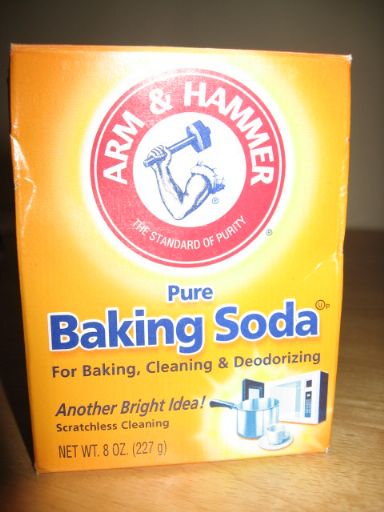 ARM & HAMMER
THE STANDARD OF PURITY
®
®
Pure
Baking Soda
UP
For Baking, Cleaning & Deodorizing
Another Bright Idea!
Scratchless Cleaning
NET WT. 8 OZ. (227 g)